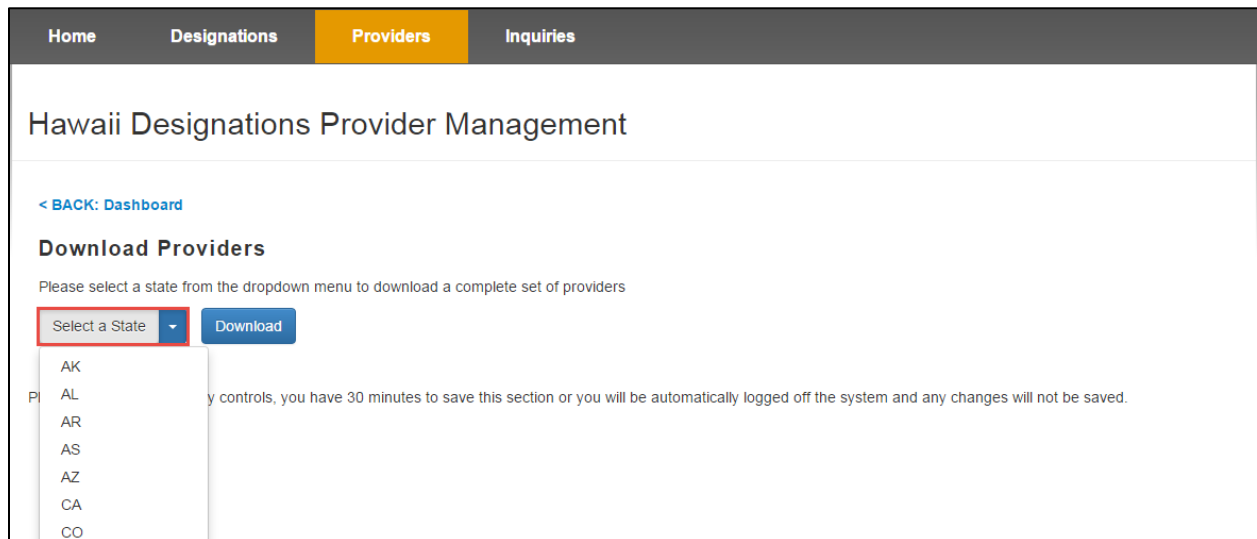 Home Designations Providers Inquiries
Hawaii Designations Provider Management
< BACK: Dashboard
Download Providers
Please select a state from the dropdown menu to download a complete set of providers
Select a State Download
AK
AL
controls, you have 30 minutes to save this section or you will be automatically logged off the system and any changes will not be saved.
AR
AS
AZ
CA
CO